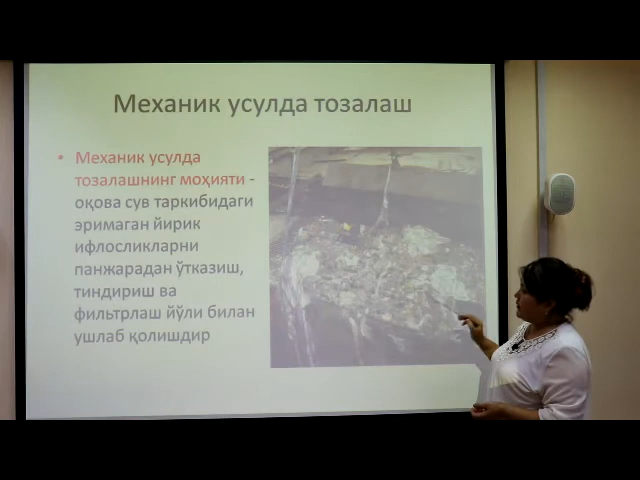 Механик усулда тозалаш
• Механик усулда
тозалашнинг моҳияти -
оқова сув таркибидаги
эримаган йирик
ифлосликларни
панжарадан ўтказиш,
тиндириш ва
фильтрлаш йўли билан
ушлаб қолишдир